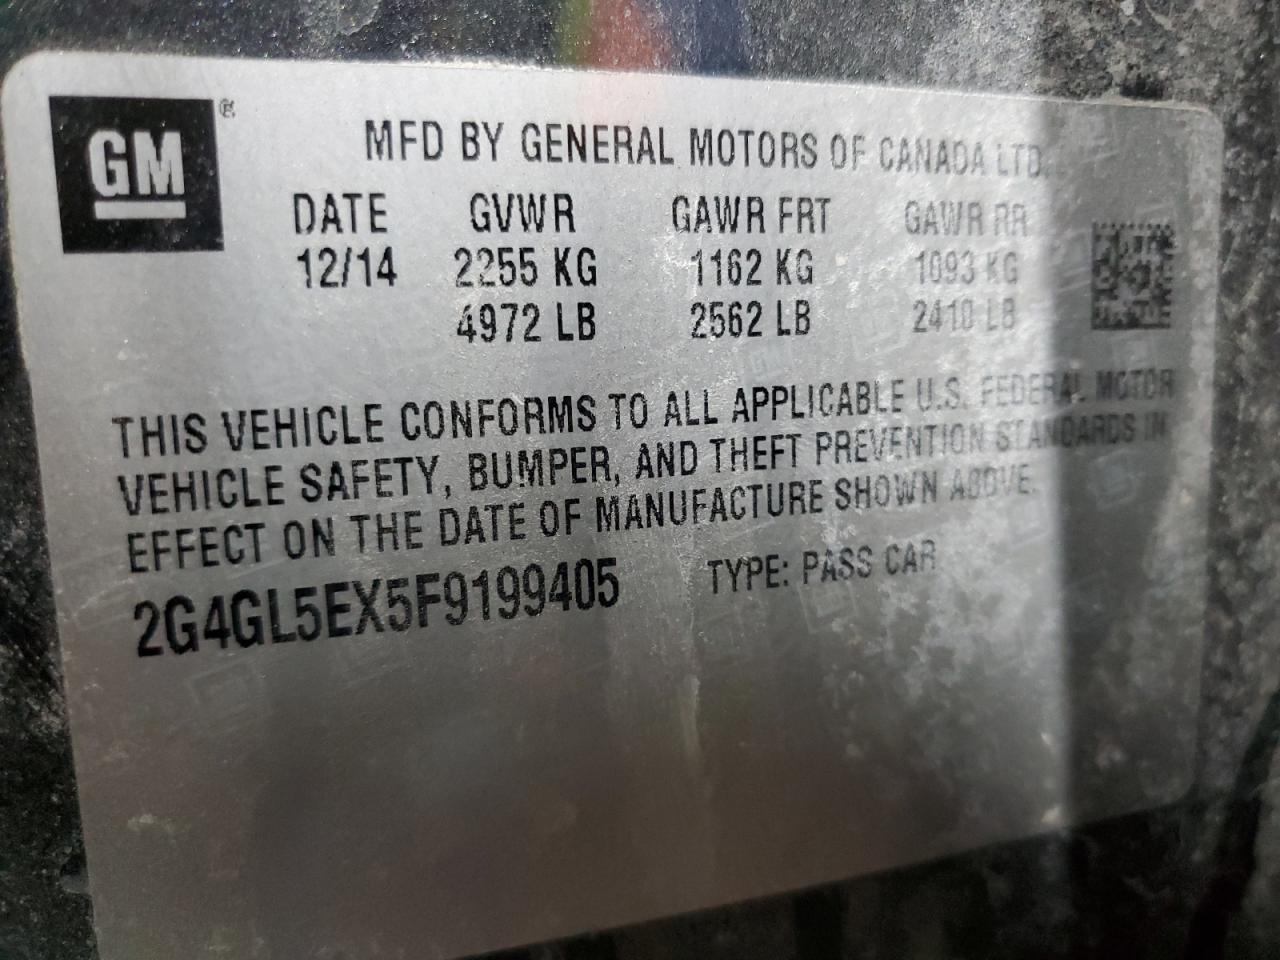 GM®
MFD BY GENERAL MOTORS OF CANADA LTD.
DATE GVWR GAWR FRT GAWR RR
12/14 2255 KG 1162 KG 1093 KG
4972 LB 2562 LB 2410 LB
THIS VEHICLE CONFORMS TO ALL APPLICABLE U.S. FEDERAL MOTOR
VEHICLE SAFETY, BUMPER, AND THEFT PREVENTION STANDARDS IN
EFFECT ON THE DATE OF MANUFACTURE SHOWN ABOVE.
2G4GL5EX5F9199405 TYPE: PASS CAR